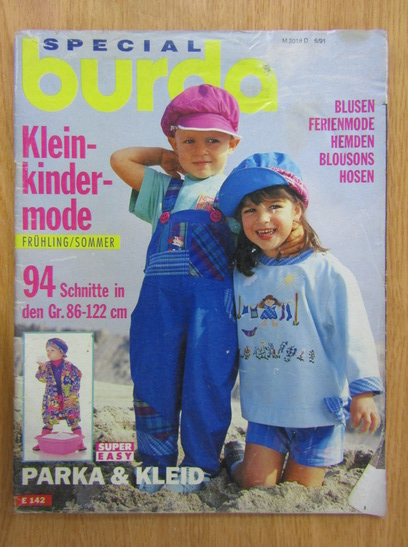 SPECIAL
M 2014 D 6/91
burda
BLUSEN
FERIENMODE
HEMDEN
BLOUSONS
HOSEN
Klein-
kinder-
mode
FRÜHLING/SOMMER
94 Schnitte in
den Gr. 86-122 cm
SUPER
EASY
PARKA & KLEID
E 142